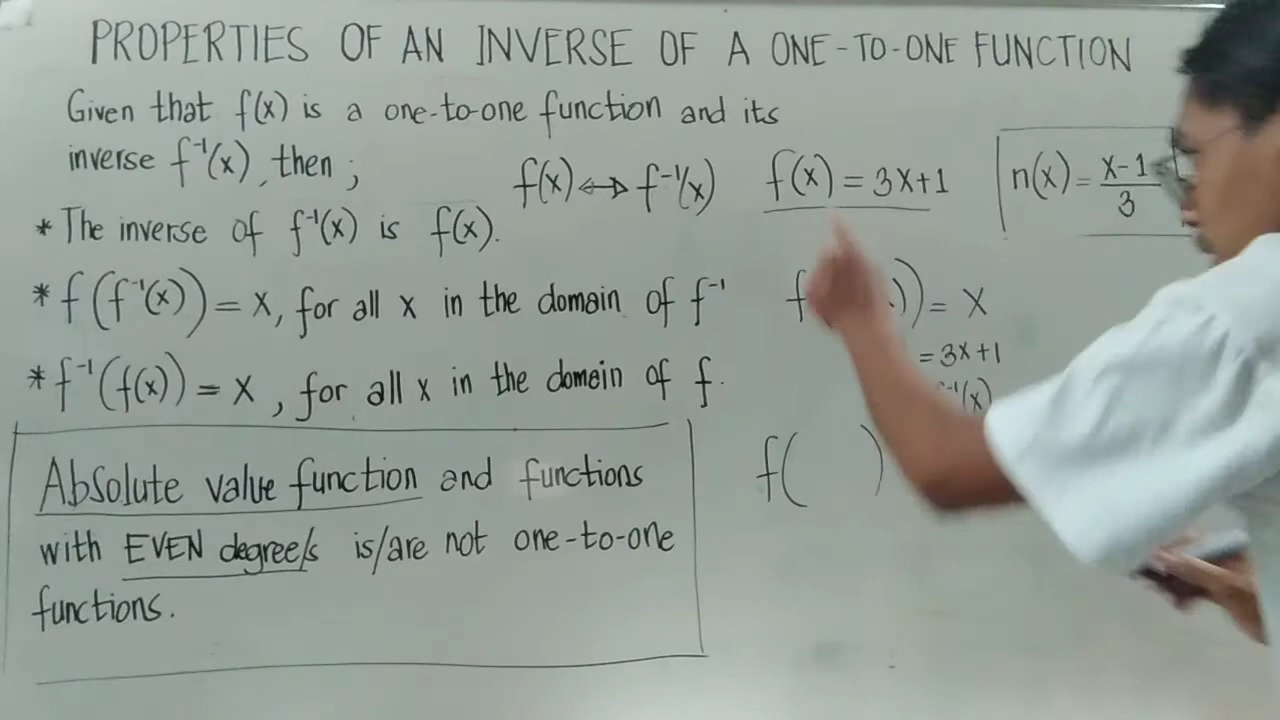 PROPERTIES OF AN INVERSE OF A ONE-TO-ONE FUNCTION
Given that f(x) is a one-to-one function and its
inverse f⁻¹(x), then ;
f(x) ↔ f⁻¹(x)
* The inverse of f⁻¹(x) is f(x).
* f(f⁻¹(x)) = x, for all x in the domain of f⁻¹
* f⁻¹(f(x)) = x, for all x in the domain of f.
Absolute value function and functions
with EVEN degree/s is/are not one-to-one
functions.
f(x) = 3x+1
n(x) = x-1
3
f )) = x
= 3x+1
⁻¹(x)
f( )